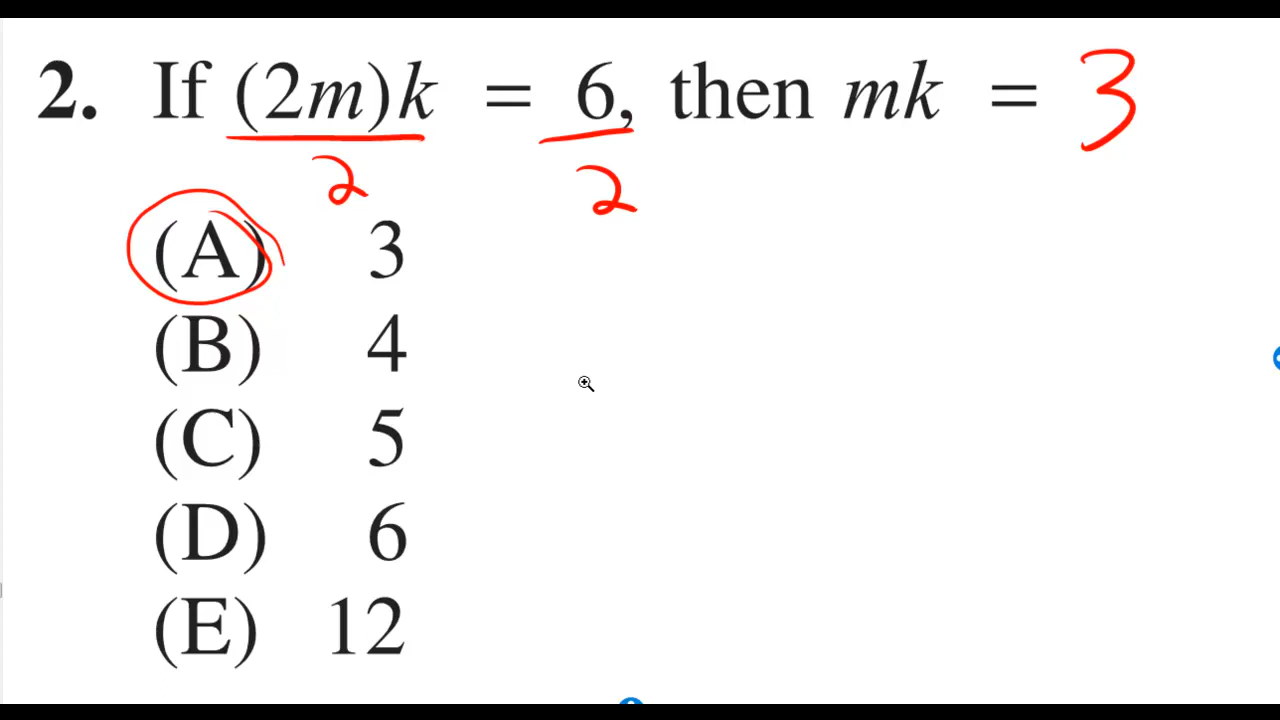 2. If (2m)k = 6, then mk = 3
2 2
(A) 3
(B) 4
(C) 5
(D) 6
(E) 12